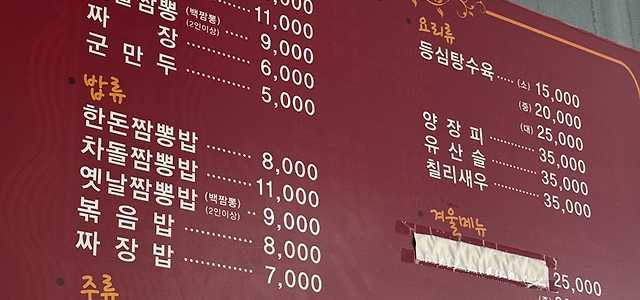 11,000
짬뽕 (백짬뽕) (2인이상) 9,000
짜 장 6,000
군 만 두 5,000
밥류
한돈짬뽕밥 ........ 8,000
차돌짬뽕밥 ........ 11,000
옛날짬뽕밥 (백짬뽕) (2인이상) .. 9,000
볶 음 밥 ............ 8,000
짜 장 밥 ............ 7,000
주류
요리류
등심탕수육 ..... (소) 15,000
(중) 20,000
(대) 25,000
양 장 피 ............ 35,000
유 산 슬 ............ 35,000
칠리새우 ............ 35,000
겨울메뉴
25,000